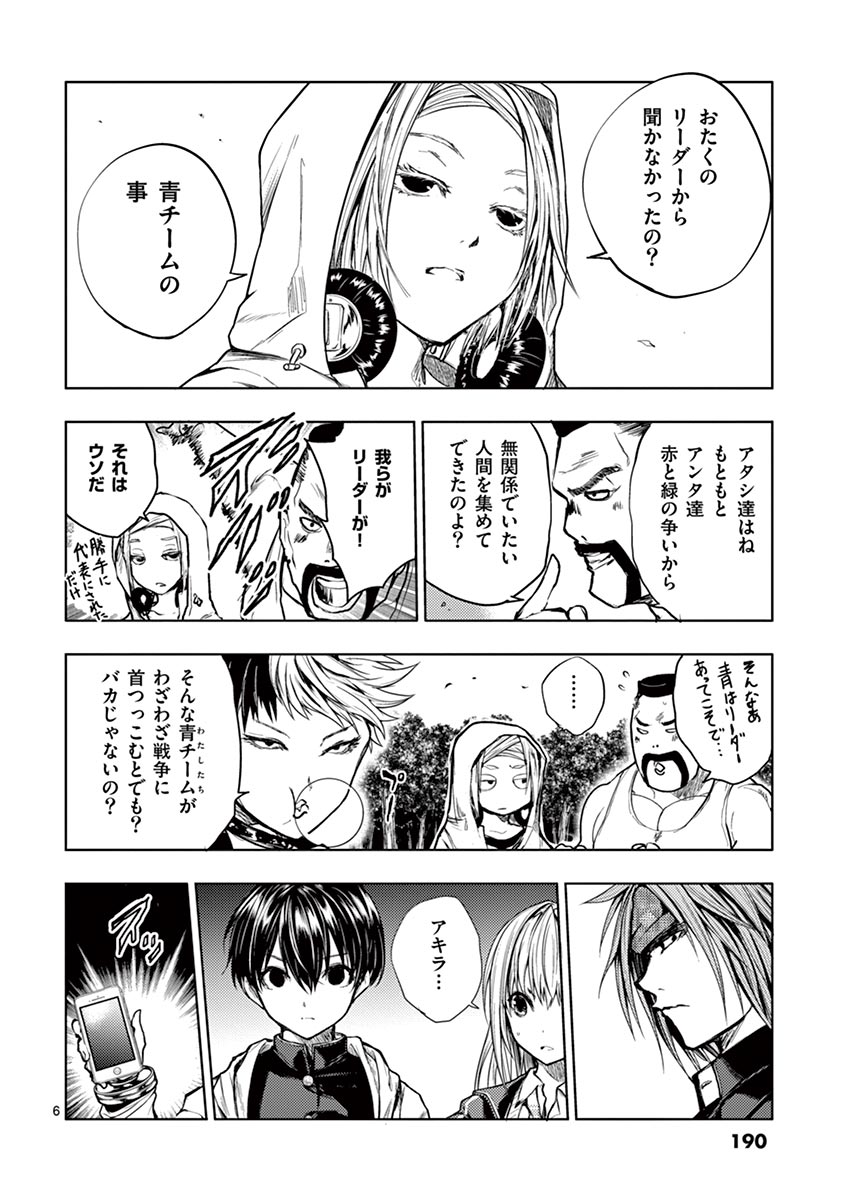 おたくの
リーダーから
聞かなかったの？
青チームの
事
アタシ達はね
もともと
アンタ達
赤と緑の争いから
無関係でいたい
人間を集めて
できたのよ？
我らが
リーダーが！
それは
ウソだ
勝手に
代表にされた
だけ
そんなぁ
青はリーダー
あってこそで…
……
そんな青チームが
わたしたち
わざわざ戦争に
首つっこむとでも？
バカじゃないの？
アキラ…
スッ
6
190